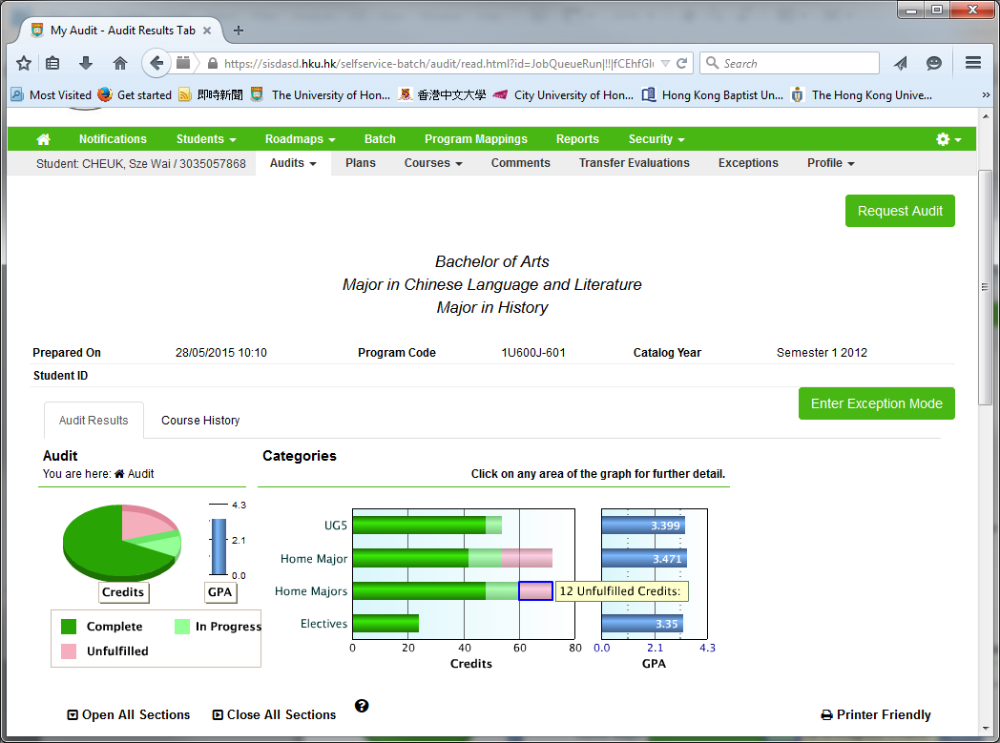 My Audit - Audit Results Tab
https://sisdasd.hku.hk/selfservice-batch/audit/read.html?id=JobQueueRun|!!|fCEhfGl
Search
Most Visited Get started 即時新聞 The University of Hon... 香港中文大學 City University of Hon... Hong Kong Baptist Un... The Hong Kong Unive... »
Notifications Students Roadmaps Batch Program Mappings Reports Security
Student: CHEUK, Sze Wai / 3035057868 Audits Plans Courses Comments Transfer Evaluations Exceptions Profile
Request Audit
Bachelor of Arts
Major in Chinese Language and Literature
Major in History
Prepared On 28/05/2015 10:10 Program Code 1U600J-601 Catalog Year Semester 1 2012
Student ID
Enter Exception Mode
Audit Results Course History
Audit Categories
You are here: Audit Click on any area of the graph for further detail.
4.3
2.1
0.0
Credits GPA
Complete In Progress
Unfulfilled
UG5 3.399
Home Major 3.471
Home Majors 12 Unfulfilled Credits:
Electives 3.35
0 20 40 60 80 0.0 2.1 4.3
Credits GPA
Open All Sections Close All Sections ? Printer Friendly